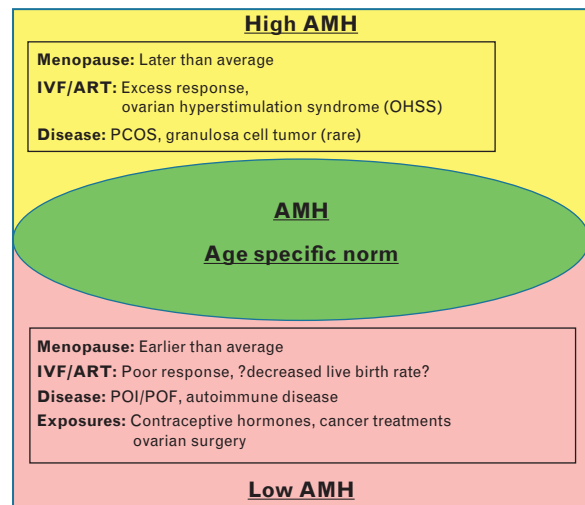 High AMH
Menopause: Later than average
IVF/ART: Excess response,
ovarian hyperstimulation syndrome (OHSS)
Disease: PCOS, granulosa cell tumor (rare)
AMH
Age specific norm
Menopause: Earlier than average
IVF/ART: Poor response, ?decreased live birth rate?
Disease: POI/POF, autoimmune disease
Exposures: Contraceptive hormones, cancer treatments
ovarian surgery
Low AMH